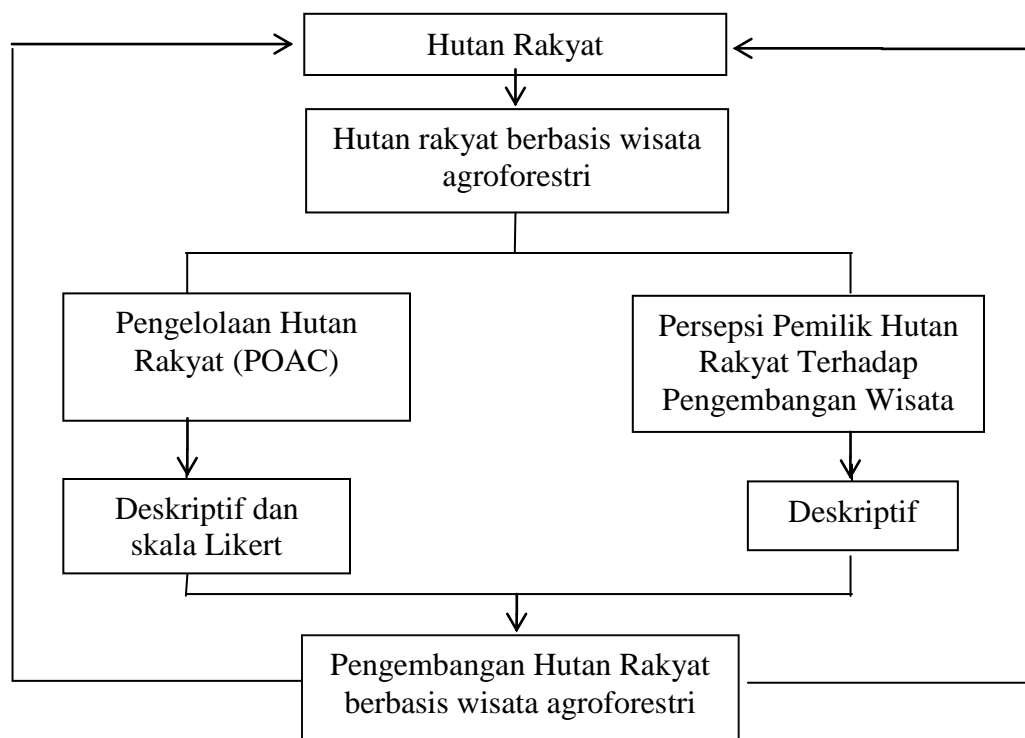 Hutan Rakyat
Hutan rakyat berbasis wisata
agroforestri
Pengelolaan Hutan
Rakyat (POAC)
Persepsi Pemilik Hutan
Rakyat Terhadap
Pengembangan Wisata
Deskriptif dan
skala Likert
Deskriptif
Pengembangan Hutan Rakyat
berbasis wisata agroforestri